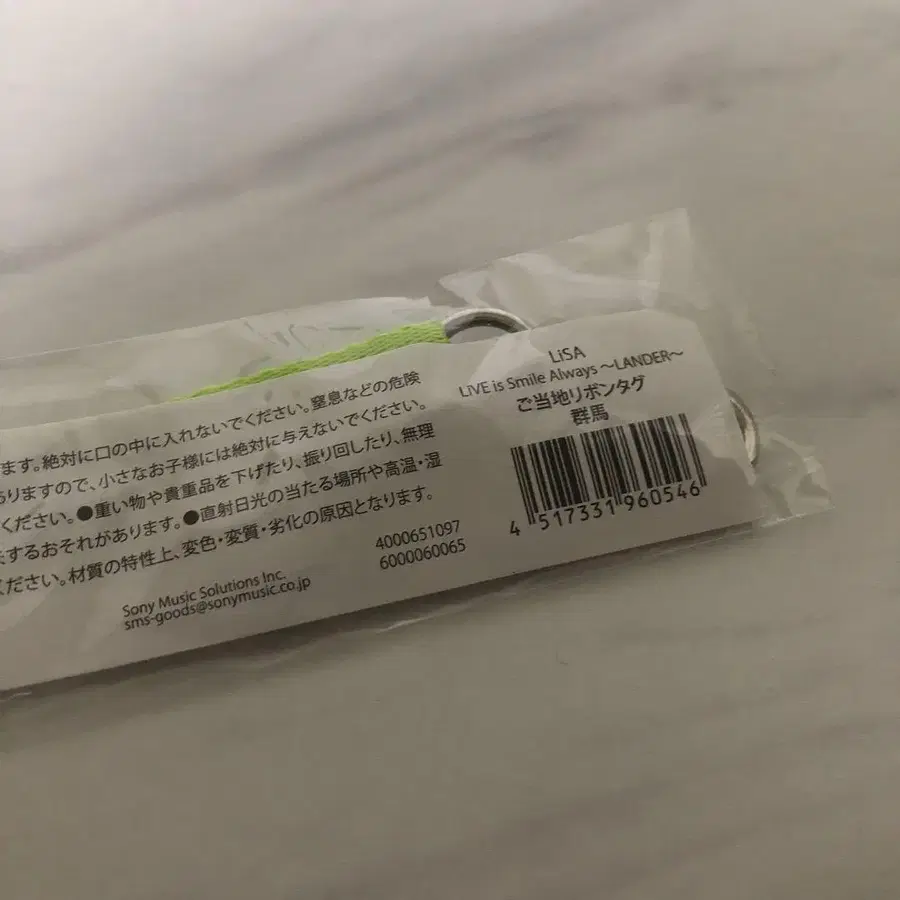 ます。絶対に口の中に入れないでください。窒息などの危険
ありますので、小さなお子様には絶対に与えないでください。
ください。●重い物や貴重品を下げたり、振り回したり、無理
するおそれがあります。●直射日光の当たる場所や高温・湿
ください。材質の特性上、変色・変質・劣化の原因となります。
Sony Music Solutions Inc.
sms-goods@sonymusic.co.jp
4000651097
6000060065
LiSA
LiVE is Smile Always ～LANDER～
ご当地リボンタグ
群馬
4 517331 960546